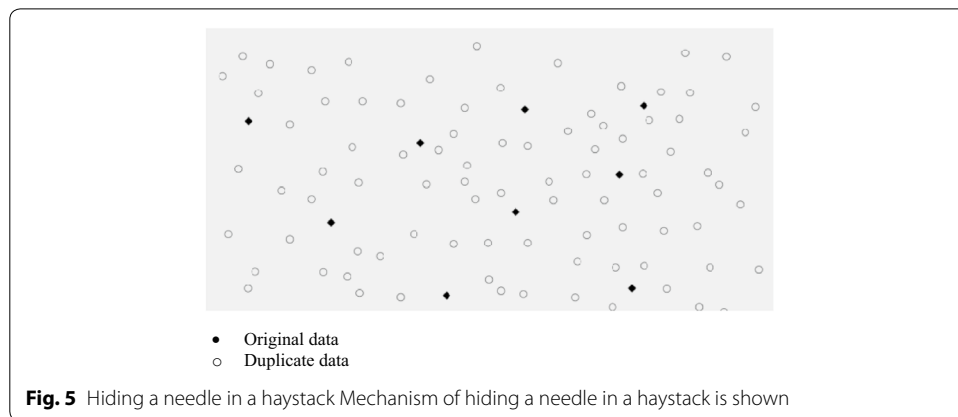 ● Original data
○ Duplicate data
Fig. 5 Hiding a needle in a haystack Mechanism of hiding a needle in a haystack is shown